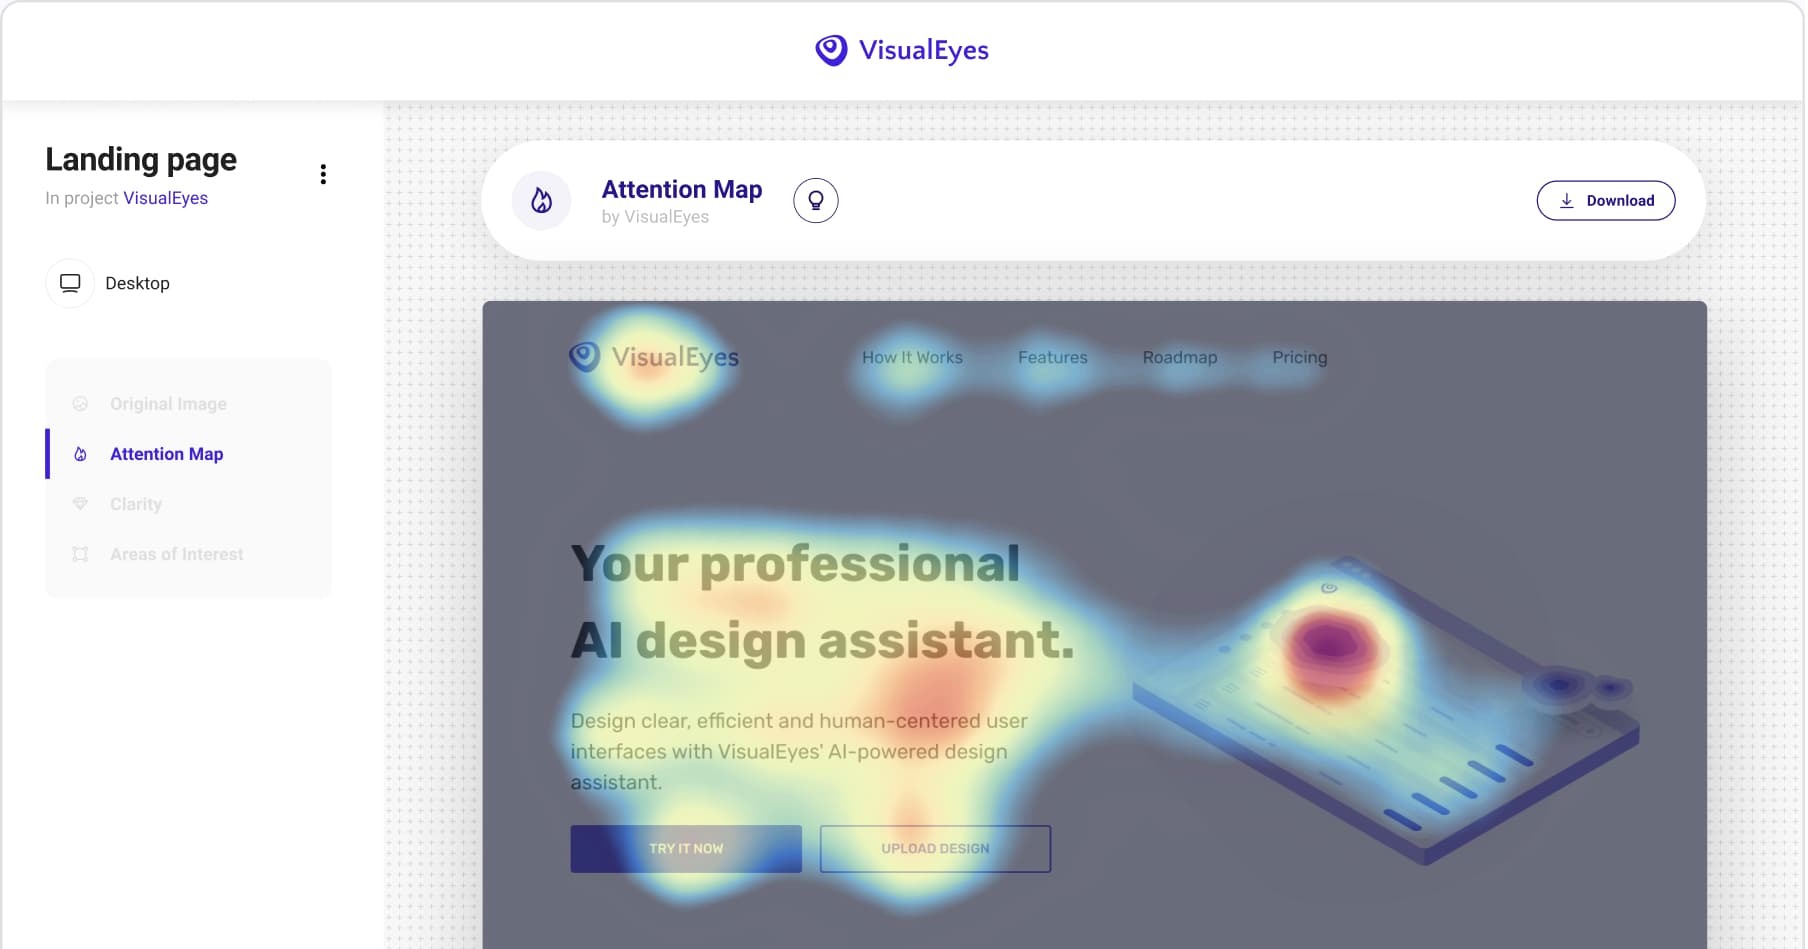 VisualEyes
Landing page
In project VisualEyes
Desktop
Original Image
Attention Map
Clarity
Areas of Interest
Attention Map
by VisualEyes
Download
VisualEyes
How It Works
Features
Roadmap
Pricing
Your professional
AI design assistant.
Design clear, efficient and human-centered user
interfaces with VisualEyes' AI-powered design
assistant.
TRY IT NOW
UPLOAD DESIGN